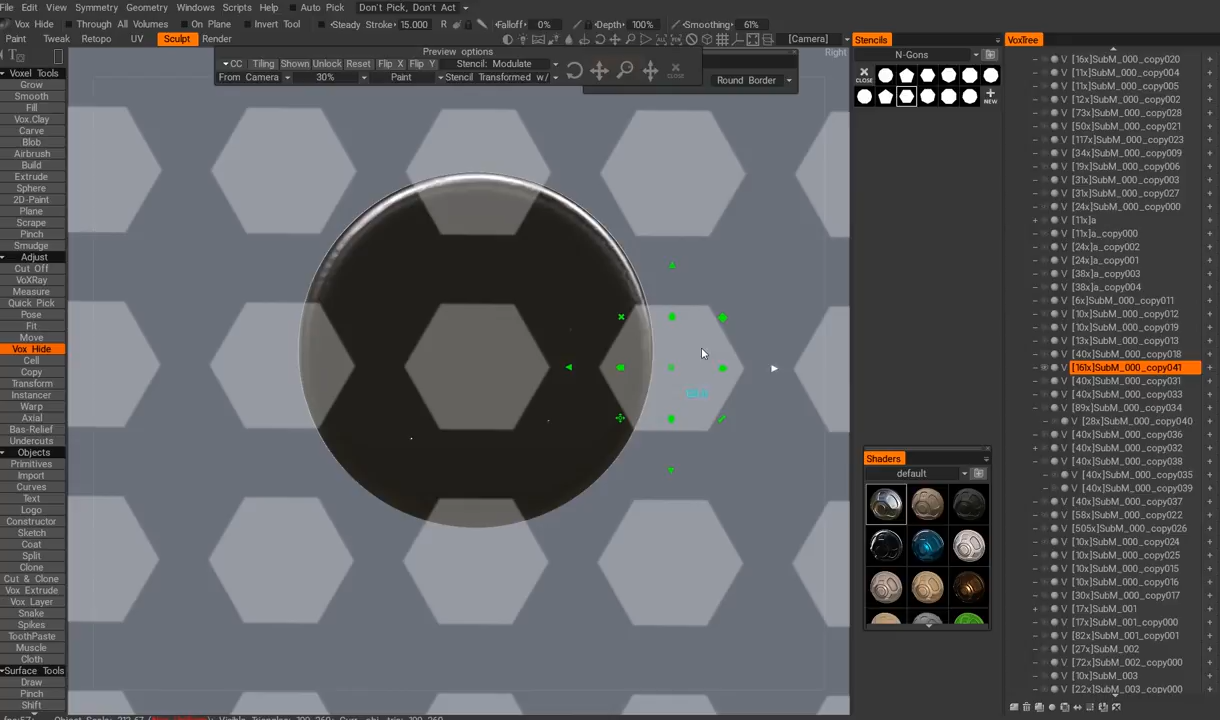 File Edit View Symmetry Geometry Windows Scripts Help Auto Pick Don't Pick, Don't Act
Vox Hide Through All Volumes On Plane Invert Tool Steady Stroke: 15.000 R Falloff: 0% Depth: 100% Smoothing: 61%
Paint Tweak Retopo UV Sculpt Render [Camera]
Preview options
CC Tiling Shown Unlock Reset Flip X Flip Y Stencil: Modulate
From Camera 30% Paint Stencil Transformed w/
Round Border
Right
Voxel Tools
Grow
Smooth
Fill
Vox.Clay
Carve
Blob
Airbrush
Build
Extrude
Sphere
2D-Paint
Plane
Scrape
Pinch
Smudge
Adjust
Cut Off
VoXRay
Measure
Quick Pick
Pose
Fit
Move
Vox Hide
Cell
Copy
Transform
Instancer
Warp
Axial
Bas-Relief
Undercuts
Objects
Primitives
Import
Curves
Text
Logo
Constructor
Sketch
Coat
Split
Clone
Cut & Clone
Vox Extrude
Vox Layer
Snake
Spikes
ToothPaste
Muscle
Cloth
Surface Tools
Draw
Pinch
Shift
Stencils
N-Gons
CLOSE
CLOSE
NEW
Shaders
default
VoxTree
V [16x]SubM_000_copy020
V [11x]SubM_000_copy004
V [11x]SubM_000_copy005
V [12x]SubM_000_copy002
V [73x]SubM_000_copy028
V [50x]SubM_000_copy021
V [117x]SubM_000_copy023
V [34x]SubM_000_copy009
V [19x]SubM_000_copy006
V [31x]SubM_000_copy003
V [31x]SubM_000_copy027
V [24x]SubM_000_copy000
V [11x]a
V [11x]a_copy000
V [24x]a_copy002
V [24x]a_copy001
V [38x]a_copy003
V [38x]a_copy004
V [6x]SubM_000_copy011
V [10x]SubM_000_copy012
V [10x]SubM_000_copy019
V [13x]SubM_000_copy013
V [40x]SubM_000_copy018
V [161x]SubM_000_copy041
V [40x]SubM_000_copy031
V [40x]SubM_000_copy033
V [89x]SubM_000_copy034
V [28x]SubM_000_copy040
V [40x]SubM_000_copy036
V [40x]SubM_000_copy032
V [40x]SubM_000_copy038
V [40x]SubM_000_copy035
V [40x]SubM_000_copy039
V [40x]SubM_000_copy037
V [58x]SubM_000_copy022
V [505x]SubM_000_copy026
V [10x]SubM_000_copy024
V [10x]SubM_000_copy025
V [10x]SubM_000_copy015
V [10x]SubM_000_copy016
V [30x]SubM_000_copy017
V [17x]SubM_001
V [17x]SubM_001_copy000
V [82x]SubM_001_copy001
V [27x]SubM_002
V [72x]SubM_002_copy000
V [10x]SubM_003
V [22x]SubM_003_copy000